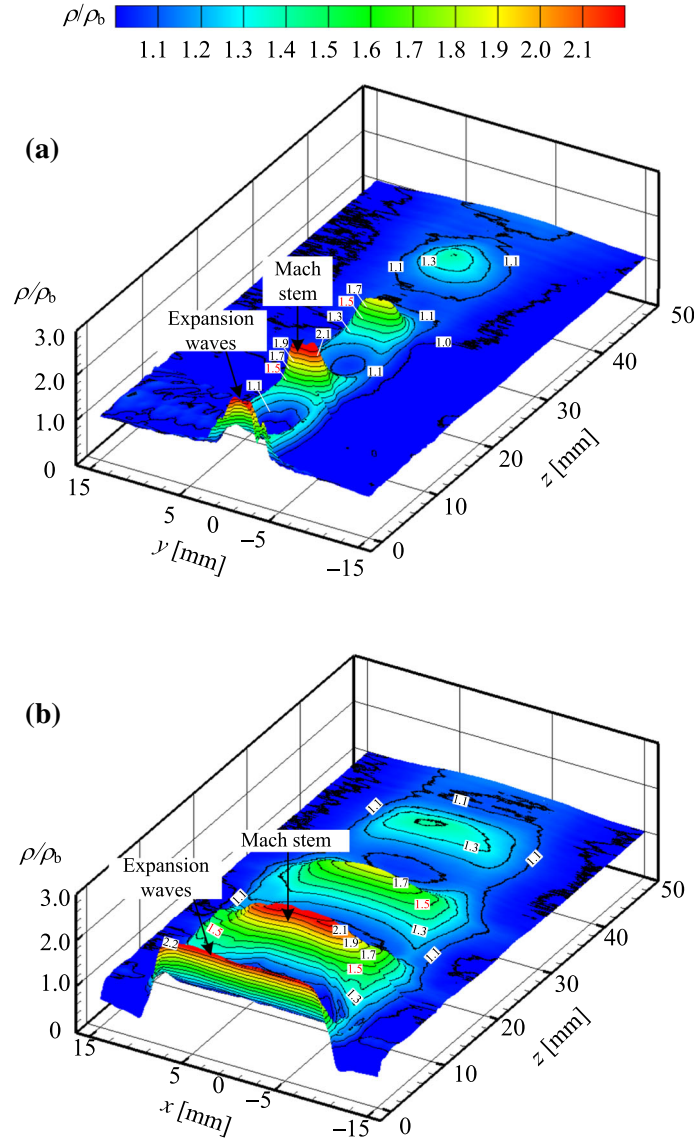 ρ/ρb
1.1 1.2 1.3 1.4 1.5 1.6 1.7 1.8 1.9 2.0 2.1
(a)
ρ/ρb
3.0
2.0
1.0
0
Mach
stem
Expansion
waves
1.1
1.3
1.1
1.7
1.5
1.3
1.1
1.0
2.1
1.9
1.7
1.5
1.1
1.1
15 5 0 −5 −15
y [mm]
0 10 20 30 40 50
z [mm]
(b)
ρ/ρb
3.0
2.0
1.0
0
Mach stem
Expansion
waves
1.1
1.1
1.3
1.1
1.7
1.5
1.3
1.1
1.1
2.1
1.9
1.7
1.5
1.3
1.5
2.2
15 5 0 −5 −15
x [mm]
0 10 20 30 40 50
z [mm]